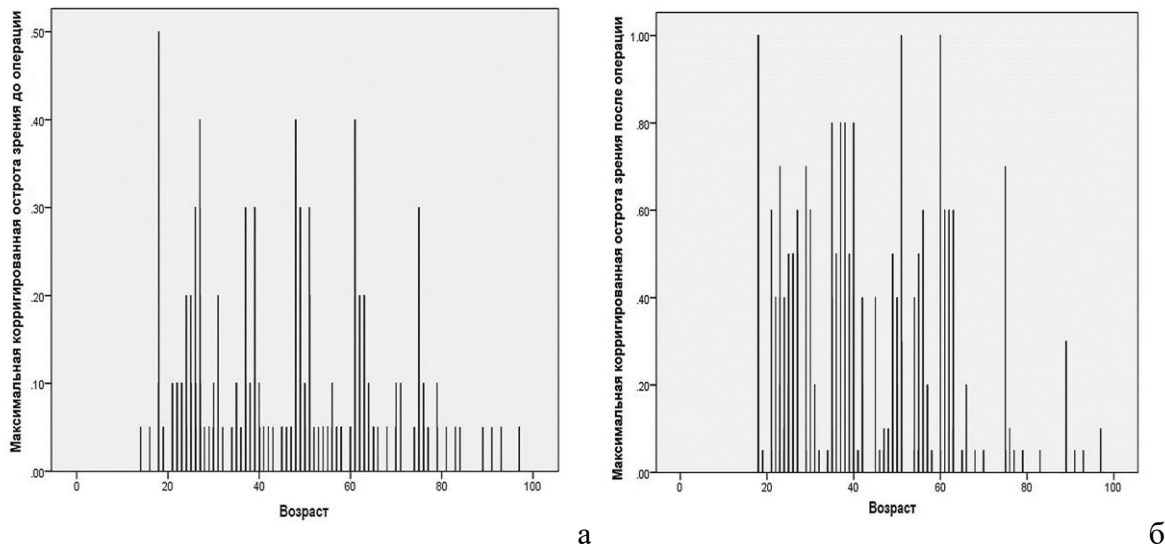 Максимальная корригированная острота зрения до операции
.50
.40
.30
.20
.10
.00
0 20 40 60 80 100
Возраст
а
Максимальная корригированная острота зрения после операции
1.00
.80
.60
.40
.20
.00
0 20 40 60 80 100
Возраст
б